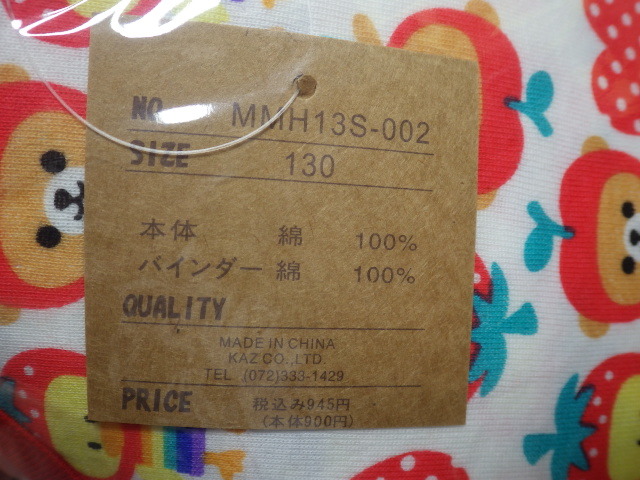 NO. MMH13S-002
SIZE 130
本体 綿 100%
バインダー 綿 100%
QUALITY
MADE IN CHINA
KAZ CO.,LTD.
TEL (072)333-1429
PRICE 税込み945円
(本体900円)